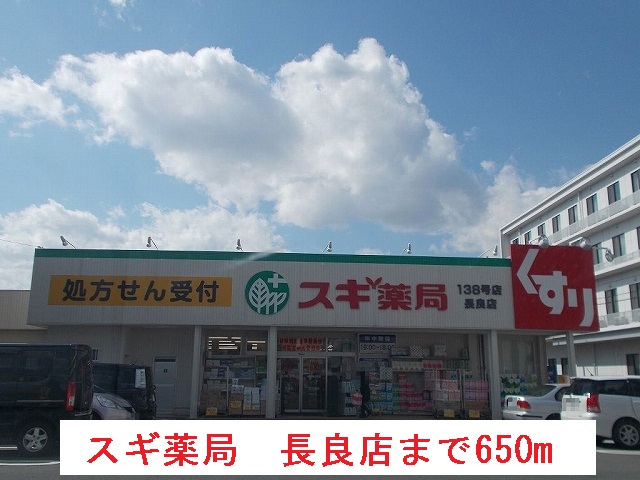 処方せん受付
スギ薬局
138号店
長良店
くすり
スギ薬局 長良店まで650m